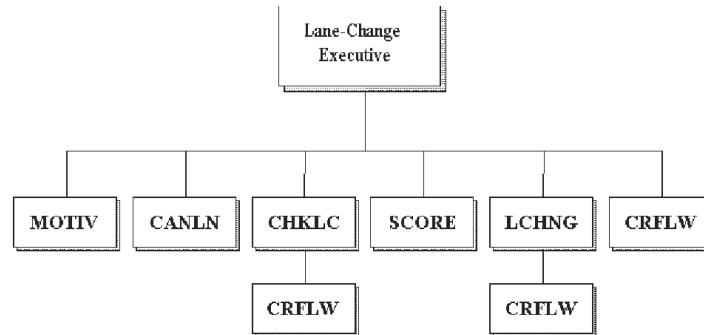 Lane-Change
Executive
MOTIV CANLN CHKLC SCORE LCHNG CRFLW
CRFLW CRFLW